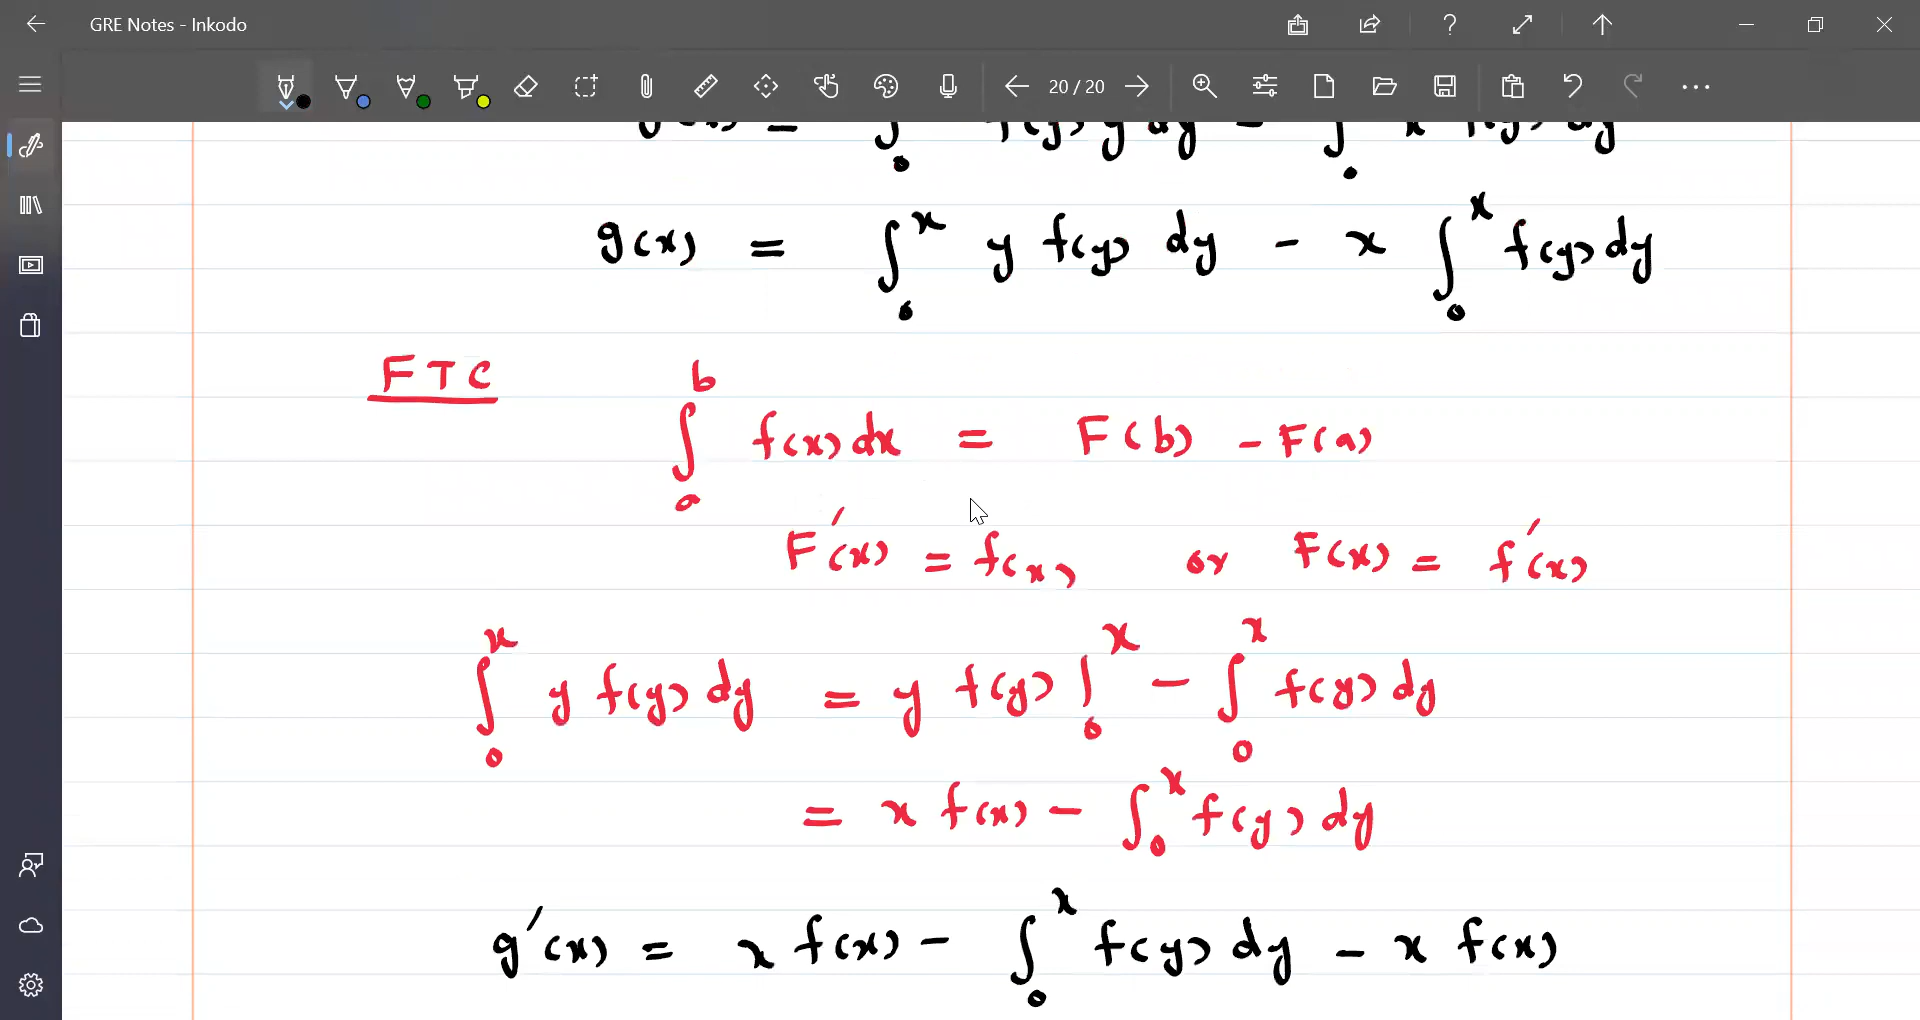 GRE Notes - Inkodo
20 / 20
g(x) = ∫₀ˣ y f(y) dy - x ∫₀ˣ f(y) dy
FTC
∫ₐᵇ f(x) dx = F(b) - F(a)
F'(x) = f(x) or F(x) = f'(x)
∫₀ˣ y f(y) dy = y f(y) |₀ˣ - ∫₀ˣ f(y) dy
= x f(x) - ∫₀ˣ f(y) dy
g'(x) = x f(x) - ∫₀ˣ f(y) dy - x f(x)